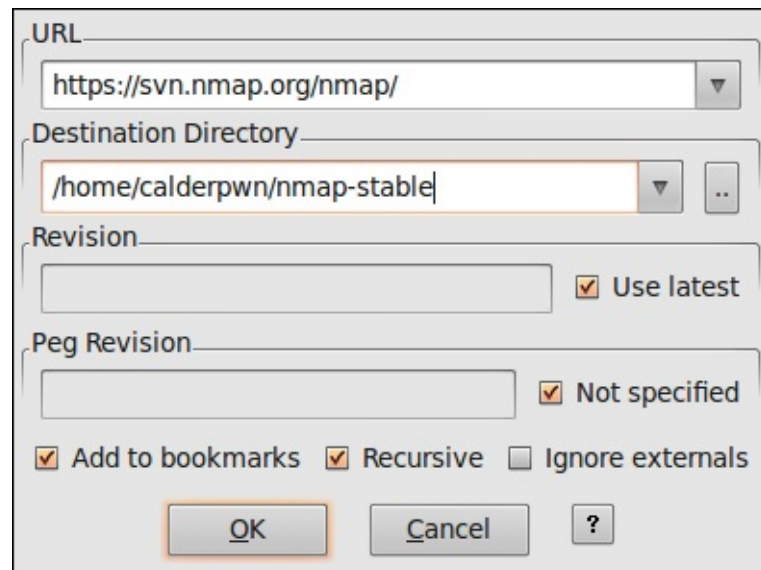 URL
https://svn.nmap.org/nmap/
Destination Directory
/home/calderpwn/nmap-stable
..
Revision
Use latest
Peg Revision
Not specified
Add to bookmarks Recursive Ignore externals
OK Cancel ?